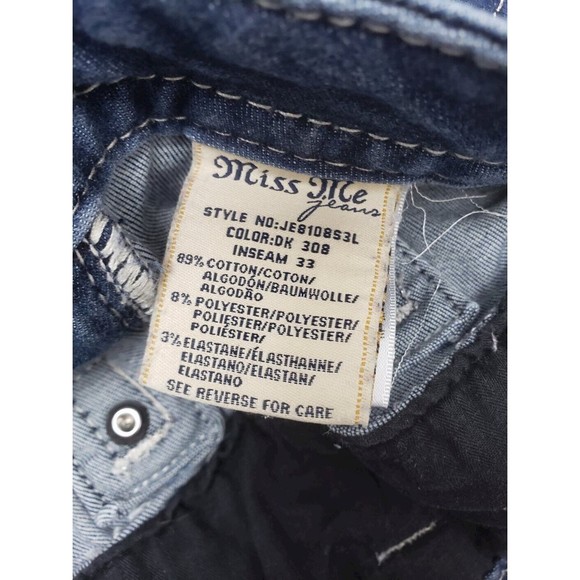 Miss Me
jeans
STYLE NO:JE8108S3L
COLOR:DK 308
INSEAM 33
89% COTTON/COTON/
ALGODÓN/BAUMWOLLE/
ALGODÃO
8% POLYESTER/POLYESTER/
POLIÉSTER/POLYESTER/
POLIÉSTER/
3% ELASTANE/ÉLASTHANNE/
ELASTANO/ELASTAN/
ELASTANO
SEE REVERSE FOR CARE